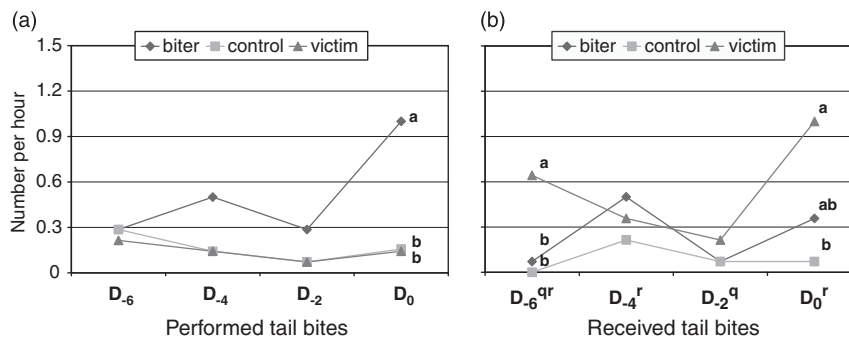 (a)
biter control victim
1.5
1.2
0.9
0.6
0.3
0
Number per hour
a
b
b
D-6 D-4 D-2 D0
Performed tail bites
(b)
biter control victim
a
b
b
a
ab
b
D-6qr D-4r D-2q D0r
Received tail bites